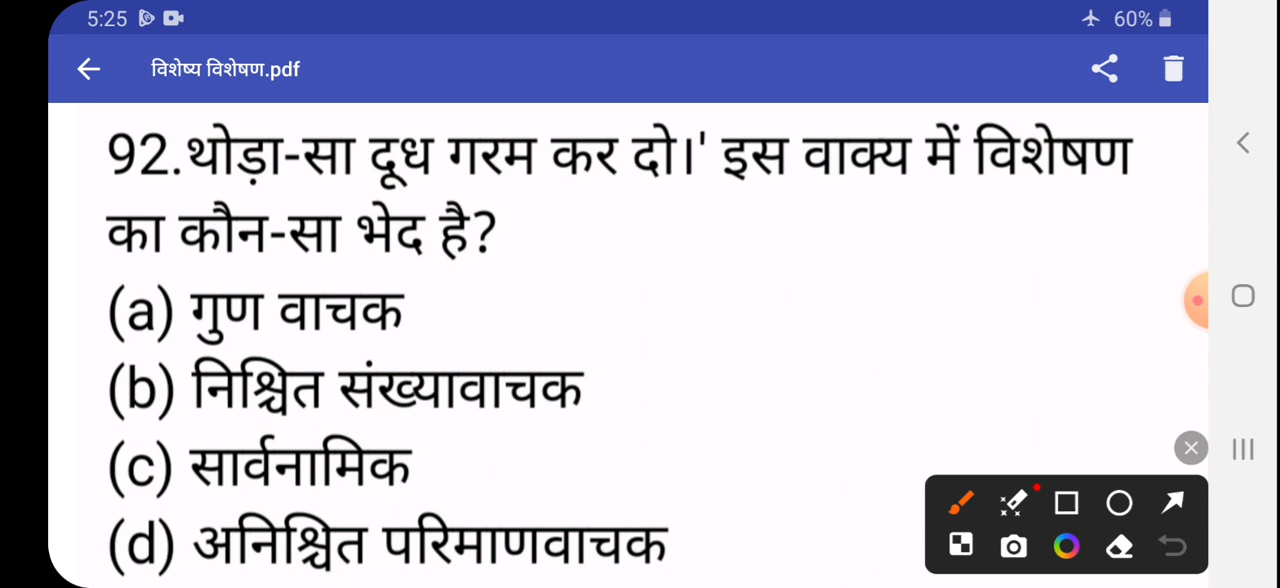 5:25
60%
विशेष्य विशेषण.pdf
92.थोड़ा-सा दूध गरम कर दो।' इस वाक्य में विशेषण
का कौन-सा भेद है?
(a) गुण वाचक
(b) निश्चित संख्यावाचक
(c) सार्वनामिक
(d) अनिश्चित परिमाणवाचक